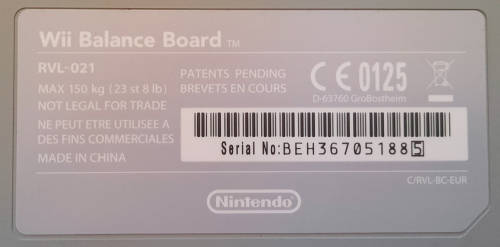 Wii Balance Board TM
RVL-021
MAX 150 kg (23 st 8 lb)
NOT LEGAL FOR TRADE
NE PEUT ETRE UTILISEE A
DES FINS COMMERCIALES
MADE IN CHINA
PATENTS PENDING
BREVETS EN COURS
CE 0125
D-63760 Großostheim
Serial No:BEH367051885
C/RVL-BC-EUR
Nintendo